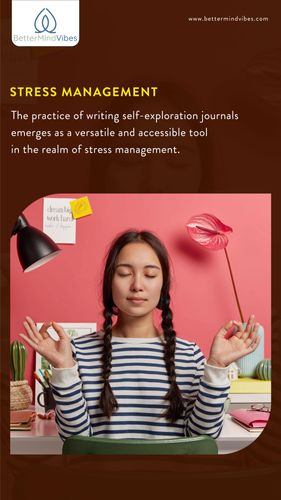 BetterMindVibes
www.bettermindvibes.com
STRESS MANAGEMENT
The practice of writing self-exploration journals
emerges as a versatile and accessible tool
in the realm of stress management.
dream big
work hard